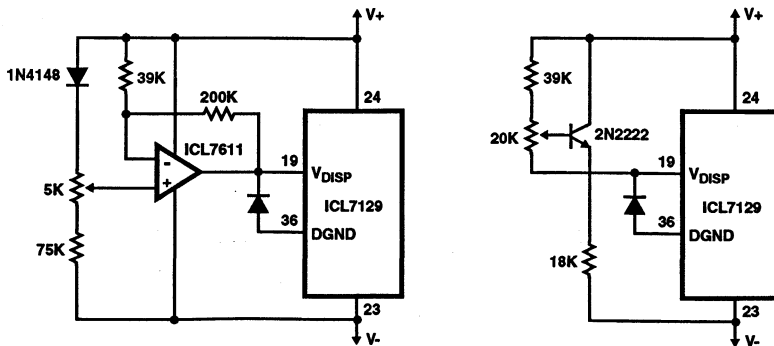 V+
1N4148
39K
200K
24
ICL7611
-
+
19
V_DISP
5K
ICL7129
36
DGND
75K
23
V-
V+
39K
24
20K
2N2222
19
V_DISP
ICL7129
36
DGND
18K
23
V-